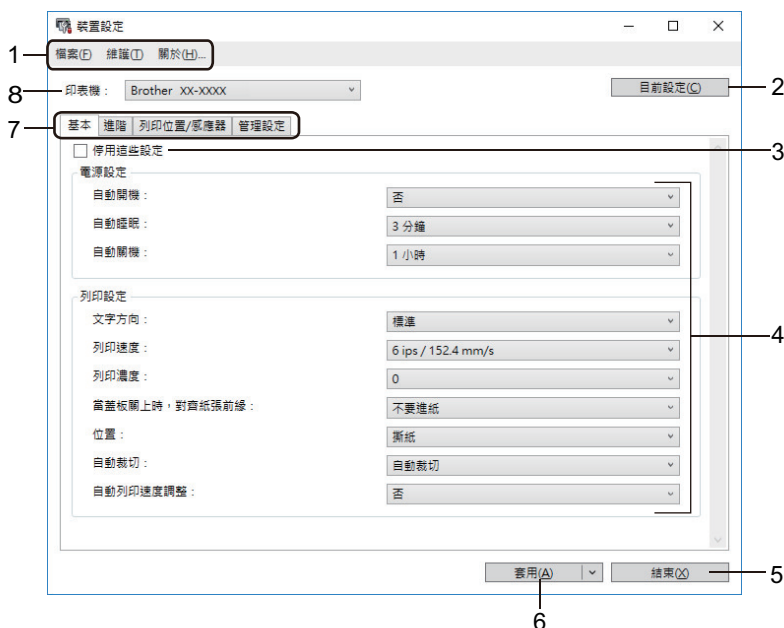 裝置設定
1
檔案(F) 維護(T) 關於(H)...
8
印表機：
Brother XX-XXXX
目前設定(C)
2
7
基本 進階 列印位置/感應器 管理設定
停用這些設定
3
電源設定
自動開機：
否
自動睡眠：
3 分鐘
自動關機：
1 小時
列印設定
文字方向：
標準
4
列印速度：
6 ips / 152.4 mm/s
列印濃度：
0
當蓋板關上時，對齊紙張前緣：
不要進紙
位置：
撕紙
自動裁切：
自動裁切
自動列印速度調整：
否
套用(A)
結束(X)
5
6